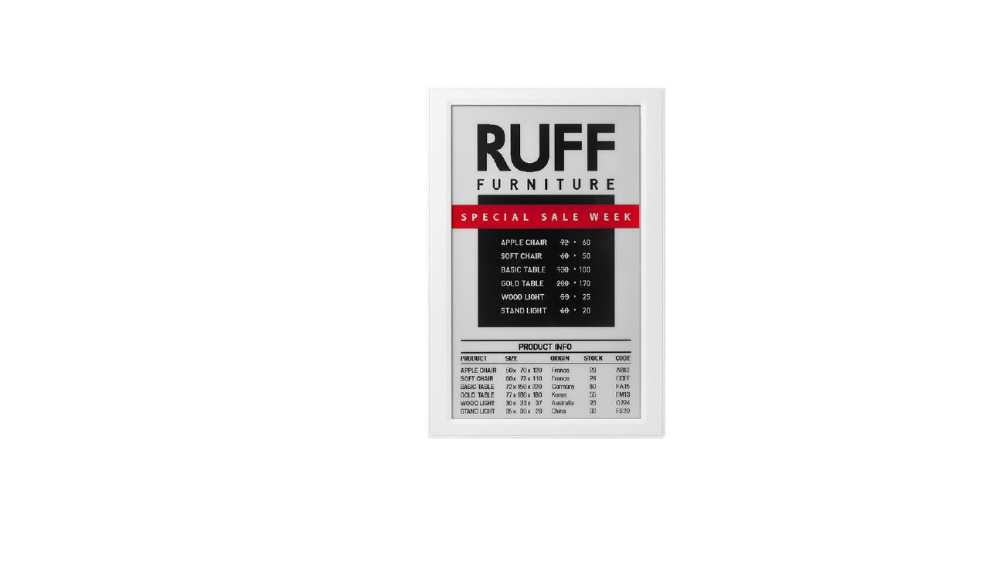 RUFF
FURNITURE
SPECIAL SALE WEEK
APPLE CHAIR 72 ‣ 60
SOFT CHAIR 60 ‣ 50
BASIC TABLE 130 ‣ 100
GOLD TABLE 200 ‣ 170
WOOD LIGHT ‣ 25
STAND LIGHT 40 ‣ 20
PRODUCT INFO
PRODUCT SIZE ORIGIN STOCK CODE
APPLE CHAIR 50x 70x 120 France 23 AB12
SOFT CHAIR 60x 72x 110 France 24 CDFF
BASIC TABLE 72x 150x 220 Germany 60 FA15
GOLD TABLE 77x 180x 180 Korea 55 FM13
WOOD LIGHT 30x 23x 37 Australia 23 G224
STAND LIGHT 35x 30x 28 China 32 F920